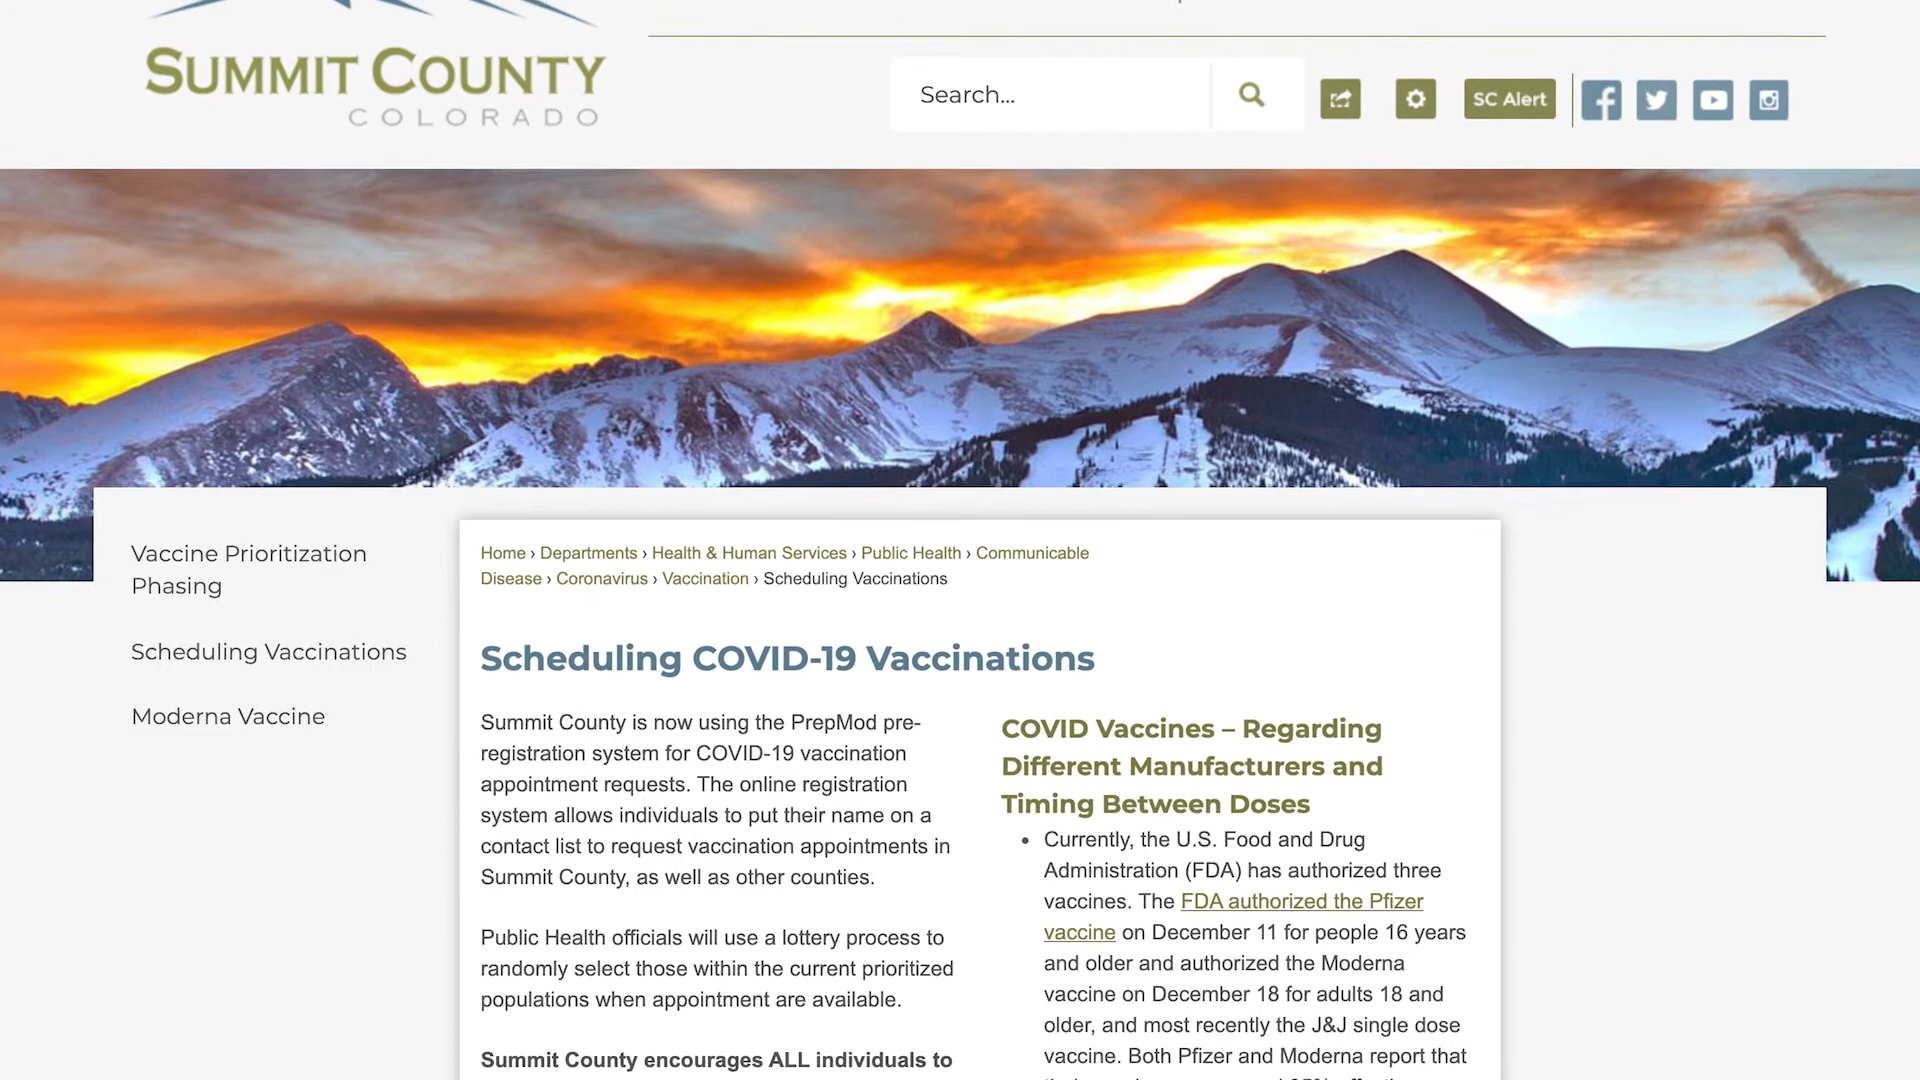 SUMMIT COUNTY
COLORADO
Search...
SC Alert
Vaccine Prioritization
Phasing
Scheduling Vaccinations
Moderna Vaccine
Home › Departments › Health & Human Services › Public Health › Communicable
Disease › Coronavirus › Vaccination › Scheduling Vaccinations
Scheduling COVID-19 Vaccinations
Summit County is now using the PrepMod pre-
registration system for COVID-19 vaccination
appointment requests. The online registration
system allows individuals to put their name on a
contact list to request vaccination appointments in
Summit County, as well as other counties.
Public Health officials will use a lottery process to
randomly select those within the current prioritized
populations when appointment are available.
Summit County encourages ALL individuals to
COVID Vaccines – Regarding
Different Manufacturers and
Timing Between Doses
• Currently, the U.S. Food and Drug
Administration (FDA) has authorized three
vaccines. The FDA authorized the Pfizer
vaccine on December 11 for people 16 years
and older and authorized the Moderna
vaccine on December 18 for adults 18 and
older, and most recently the J&J single dose
vaccine. Both Pfizer and Moderna report that